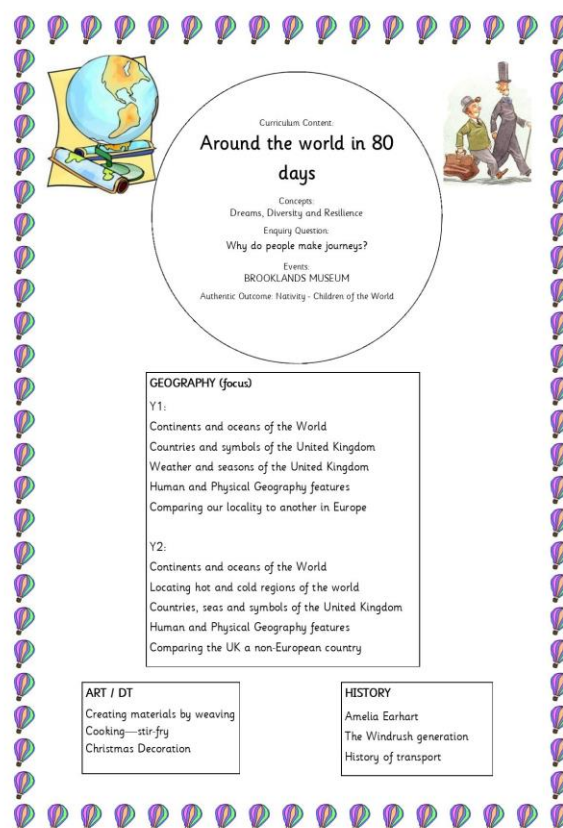 Curriculum Content:
Around the world in 80
days
Concepts:
Dreams, Diversity and Resilience
Enquiry Question:
Why do people make journeys?
Events:
BROOKLANDS MUSEUM
Authentic Outcome: Nativity - Children of the World
GEOGRAPHY (focus)
Y1:
Continents and oceans of the World
Countries and symbols of the United Kingdom
Weather and seasons of the United Kingdom
Human and Physical Geography features
Comparing our locality to another in Europe
Y2:
Continents and oceans of the World
Locating hot and cold regions of the world
Countries, seas and symbols of the United Kingdom
Human and Physical Geography features
Comparing the UK a non-European country
ART / DT
Creating materials by weaving
Cooking—stir-fry
Christmas Decoration
HISTORY
Amelia Earhart
The Windrush generation
History of transport